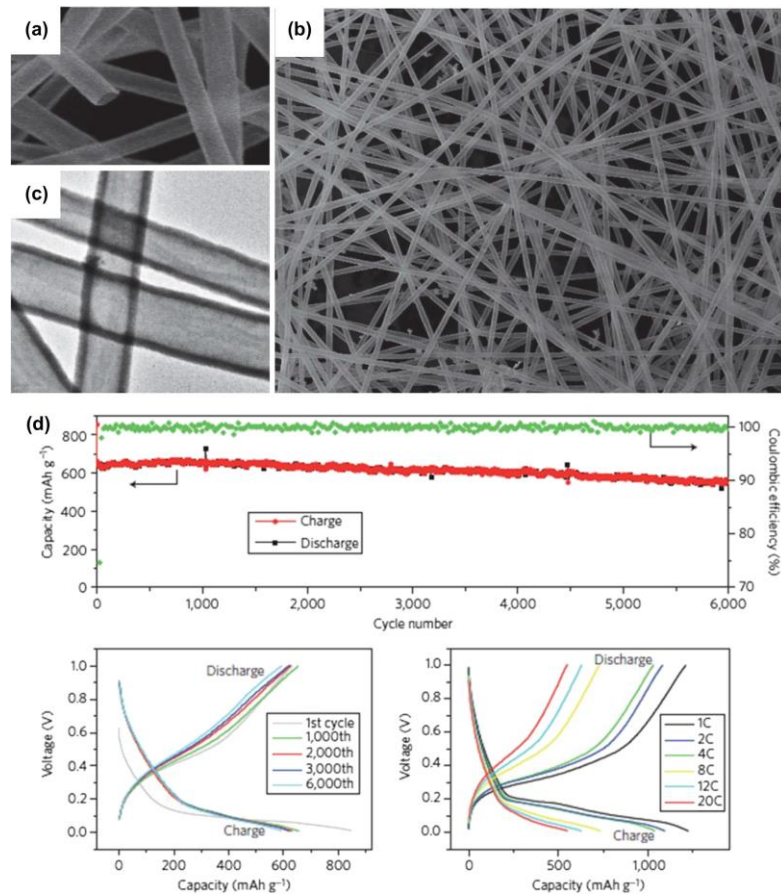 (a)
(b)
(c)
(d)
800
600
400
200
0
Capacity (mAh g⁻¹)
100
90
80
70
Coulombic efficiency (%)
Charge
Discharge
0 1,000 2,000 3,000 4,000 5,000 6,000
Cycle number
1.0
0.8
0.6
0.4
0.2
0.0
Voltage (V)
Discharge
1st cycle
1,000th
2,000th
3,000th
6,000th
Charge
0 200 400 600 800
Capacity (mAh g⁻¹)
1.0
0.8
0.6
0.4
0.2
0.0
Voltage (V)
Discharge
1C
2C
4C
8C
12C
20C
Charge
0 500 1,000
Capacity (mAh g⁻¹)